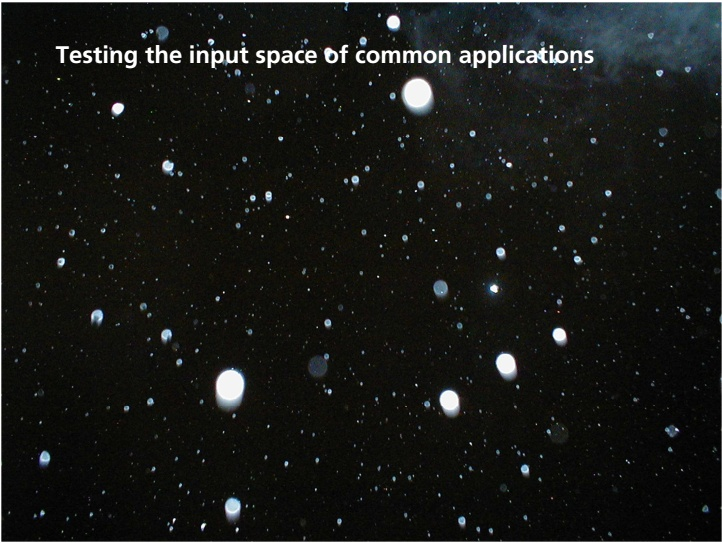 Testing the input space of common applications